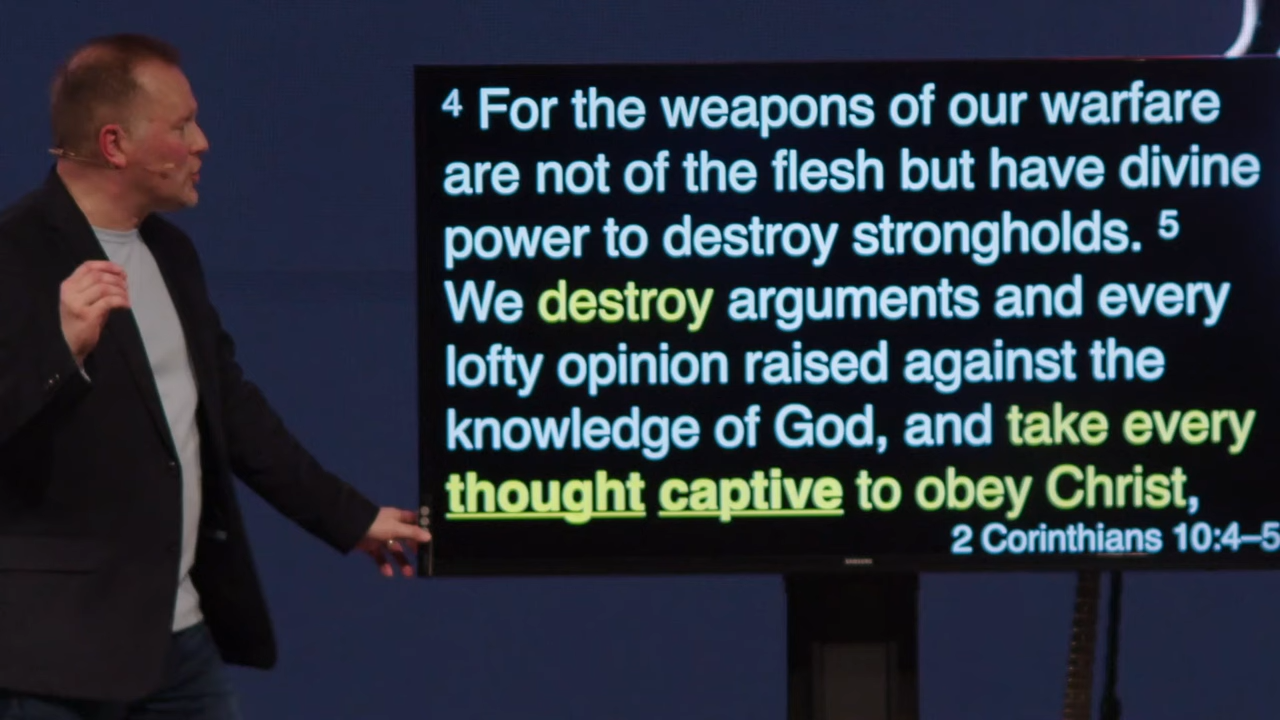 4 For the weapons of our warfare
are not of the flesh but have divine
power to destroy strongholds. 5
We destroy arguments and every
lofty opinion raised against the
knowledge of God, and take every
thought captive to obey Christ,
2 Corinthians 10:4–5
SAMSUNG